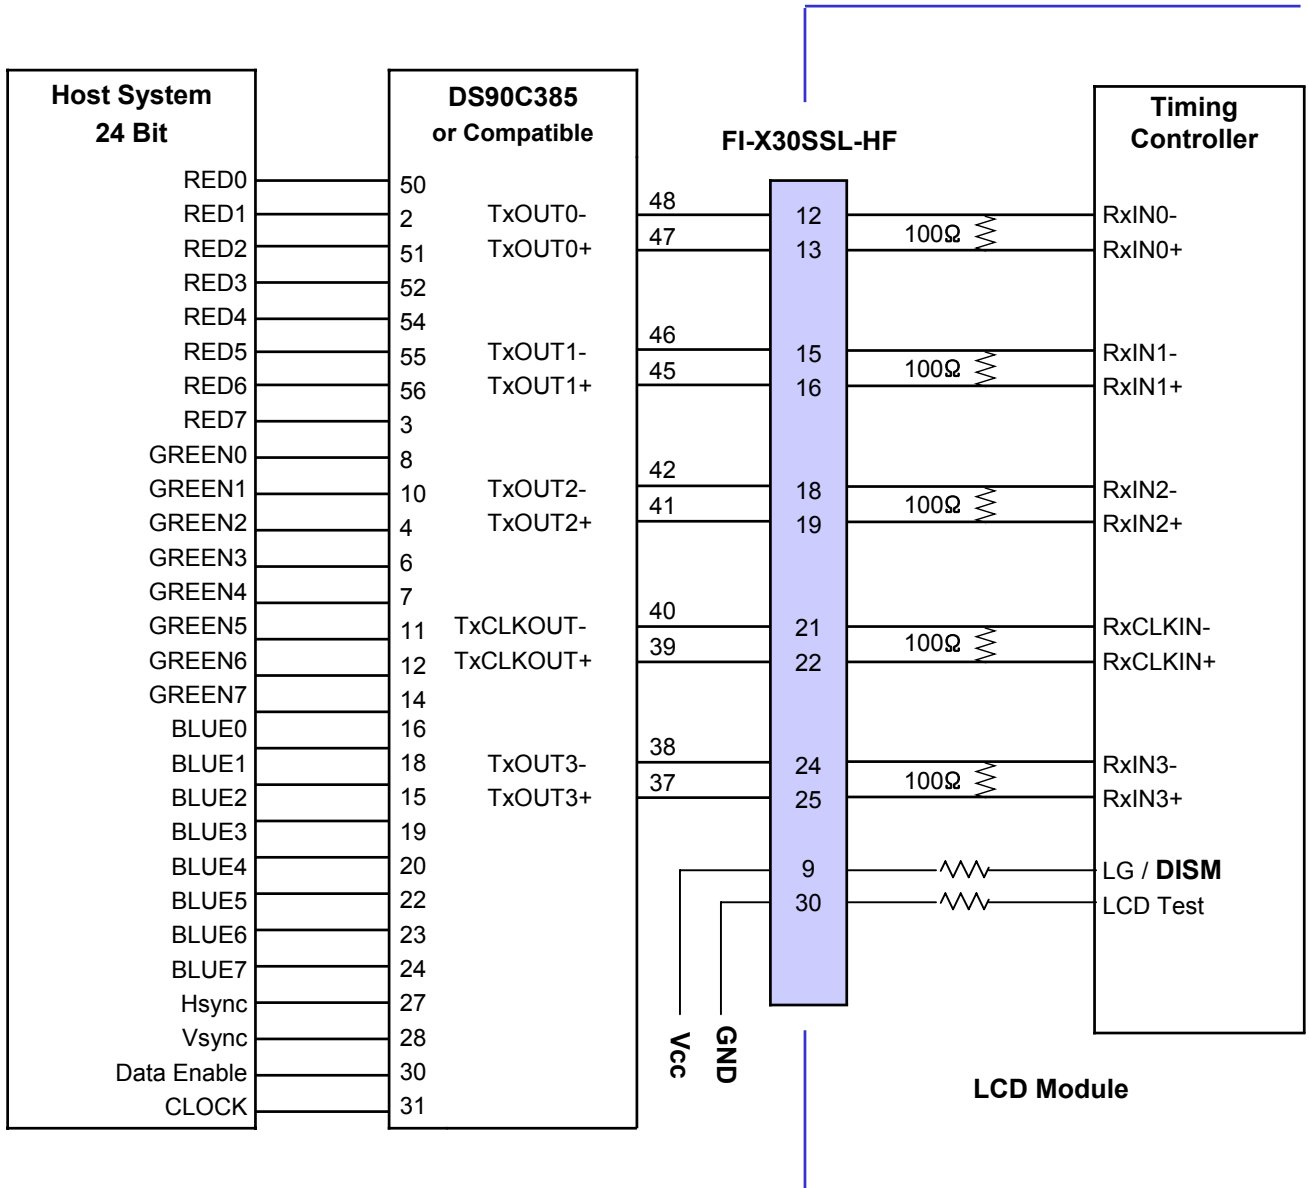 Host System
24 Bit
RED0
RED1
RED2
RED3
RED4
RED5
RED6
RED7
GREEN0
GREEN1
GREEN2
GREEN3
GREEN4
GREEN5
GREEN6
GREEN7
BLUE0
BLUE1
BLUE2
BLUE3
BLUE4
BLUE5
BLUE6
BLUE7
Hsync
Vsync
Data Enable
CLOCK
DS90C385
or Compatible
50
2
51
52
54
55
56
3
8
10
4
6
7
11
12
14
16
18
15
19
20
22
23
24
27
28
30
31
TxOUT0-
TxOUT0+
TxOUT1-
TxOUT1+
TxOUT2-
TxOUT2+
TxCLKOUT-
TxCLKOUT+
TxOUT3-
TxOUT3+
48
47
46
45
42
41
40
39
38
37
Vcc
GND
FI-X30SSL-HF
12
13
15
16
18
19
21
22
24
25
9
30
100Ω
100Ω
100Ω
100Ω
100Ω
Timing
Controller
RxIN0-
RxIN0+
RxIN1-
RxIN1+
RxIN2-
RxIN2+
RxCLKIN-
RxCLKIN+
RxIN3-
RxIN3+
LG / DISM
LCD Test
LCD Module